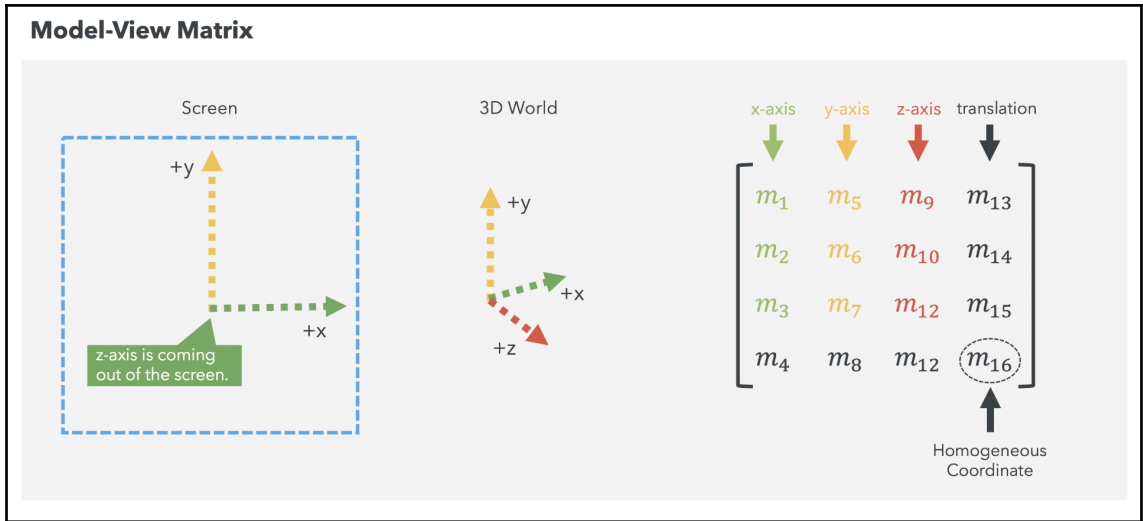 Model-View Matrix
Screen
+y
+x
z-axis is coming
out of the screen.
3D World
+y
+x
+z
x-axis y-axis z-axis translation
m₁ m₅ m₉ m₁₃
m₂ m₆ m₁₀ m₁₄
m₃ m₇ m₁₂ m₁₅
m₄ m₈ m₁₂ m₁₆
Homogeneous
Coordinate